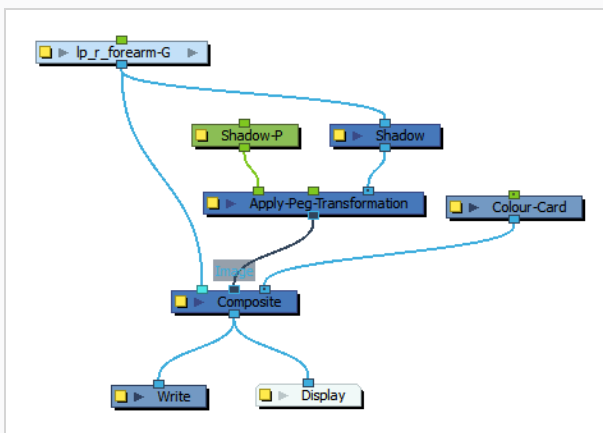 lp_r_forearm-G
Shadow-P
Shadow
Apply-Peg-Transformation
Colour-Card
Image
Composite
Write
Display